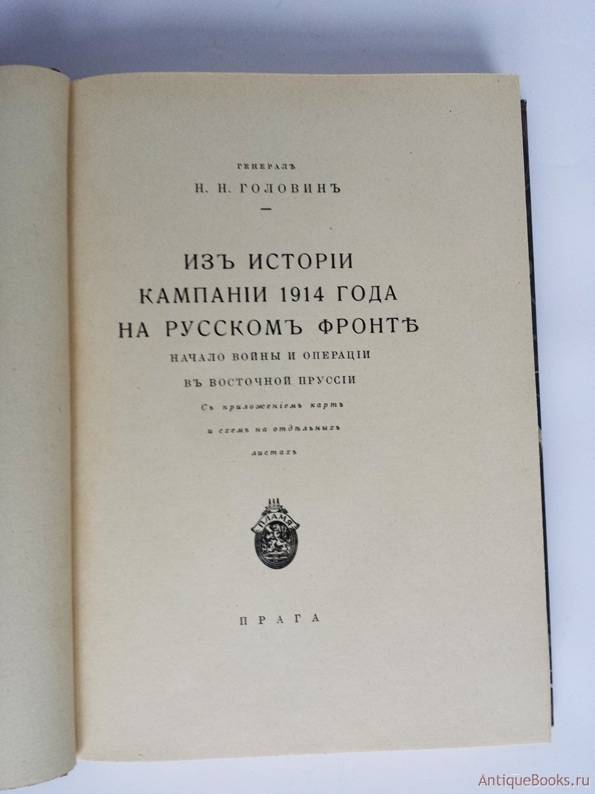 ГЕНЕРАЛЪ
Н. Н. ГОЛОВИНЪ
ИЗЪ ИСТОРІИ
КАМПАНІИ 1914 ГОДА
НА РУССКОМЪ ФРОНТѢ
НАЧАЛО ВОЙНЫ И ОПЕРАЦІИ
ВЪ ВОСТОЧНОЙ ПРУССІИ
Съ приложеніемъ картъ
и схемъ на отдѣльныхъ
листахъ
ПЛАМЯ
ПРАГА
AntiqueBooks.ru